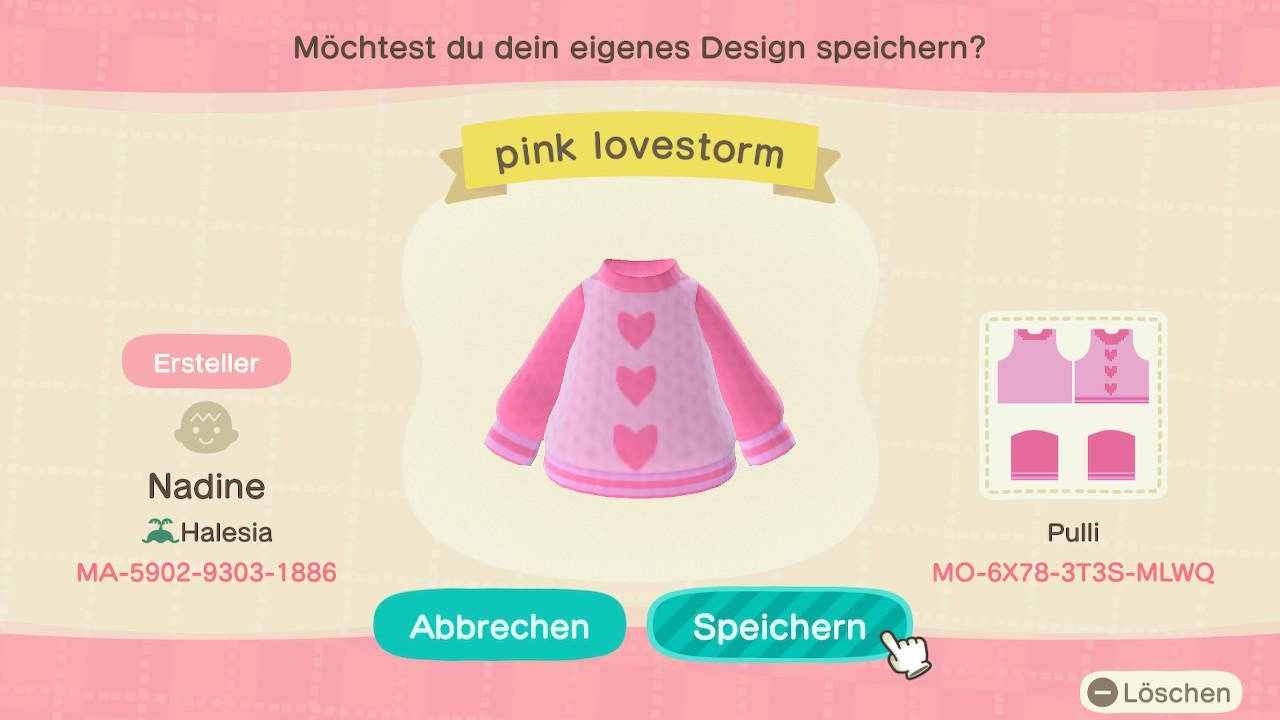 Möchtest du dein eigenes Design speichern?
pink lovestorm
Ersteller
Nadine
Halesia
MA-5902-9303-1886
Pulli
MO-6X78-3T3S-MLWQ
Abbrechen
Speichern
Löschen